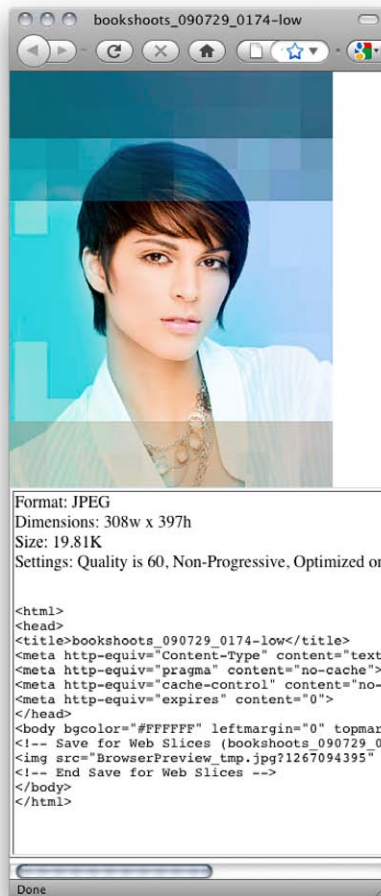 bookshoots_090729_0174-low
Format: JPEG
Dimensions: 308w x 397h
Size: 19.81K
Settings: Quality is 60, Non-Progressive, Optimized
<html>
<head>
<title>bookshoots_090729_0174-low</title>
<meta http-equiv="Content-Type" content="text
<meta http-equiv="pragma" content="no-cache">
<meta http-equiv="cache-control" content="no-
<meta http-equiv="expires" content="0">
</head>
<body bgcolor="#FFFFFF" leftmargin="0" topmar
<!-- Save for Web Slices (bookshoots_090729_0
<img src="BrowserPreview_tmp.jpg?1267094395"
<!-- End Save for Web Slices -->
</body>
</html>
Done